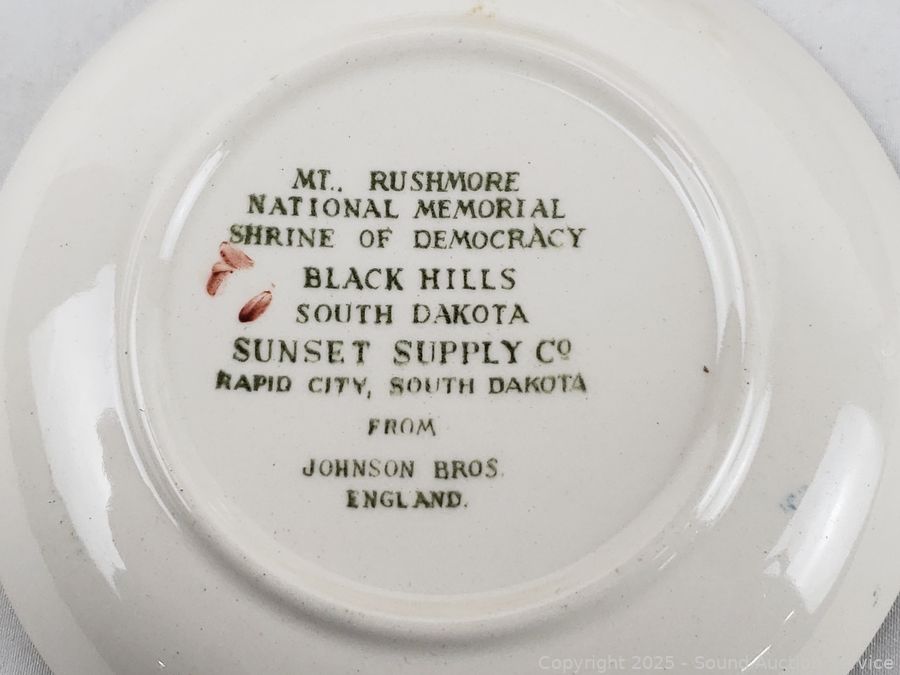 MT.. RUSHMORE
NATIONAL MEMORIAL
SHRINE OF DEMOCRACY
BLACK HILLS
SOUTH DAKOTA
SUNSET SUPPLY Cº
RAPID CITY, SOUTH DAKOTA
FROM
JOHNSON BROS.
ENGLAND.
Copyright © 2025 - Sound Auction Service